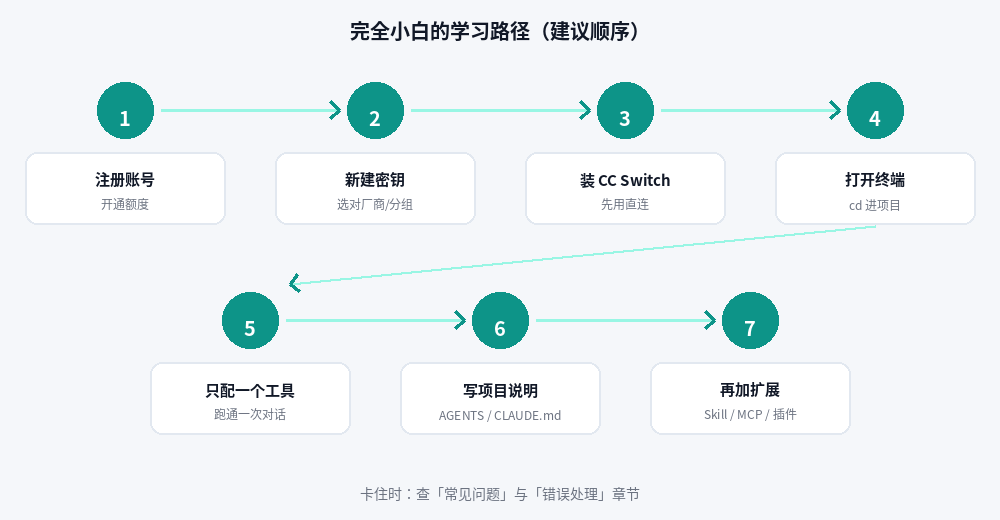 完全小白的学习路径（建议顺序）
1
2
3
4
注册账号
新建密钥
装 CC Switch
打开终端
开通额度
选对厂商/分组
先用直连
cd 进项目
5
6
7
只配一个工具
写项目说明
再加扩展
跑通一次对话
AGENTS / CLAUDE.md
Skill / MCP / 插件
卡住时：查「常见问题」与「错误处理」章节